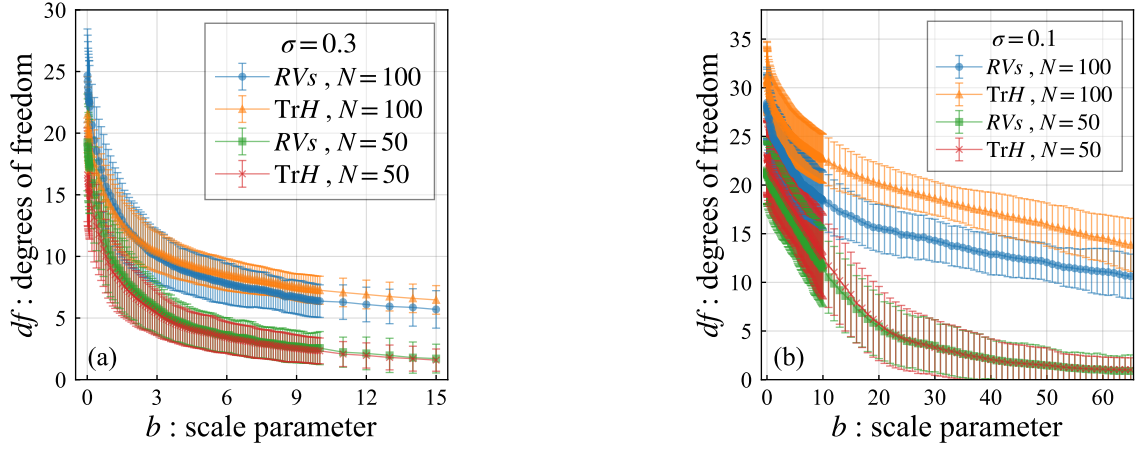 30
25
20
15
10
5
0
df : degrees of freedom
σ=0.3
RVs , N=100
TrH , N=100
RVs , N=50
TrH , N=50
(a)
0 3 6 9 12 15
b : scale parameter
35
30
25
20
15
10
5
0
df : degrees of freedom
σ=0.1
RVs , N=100
TrH , N=100
RVs , N=50
TrH , N=50
(b)
0 10 20 30 40 50 60
b : scale parameter